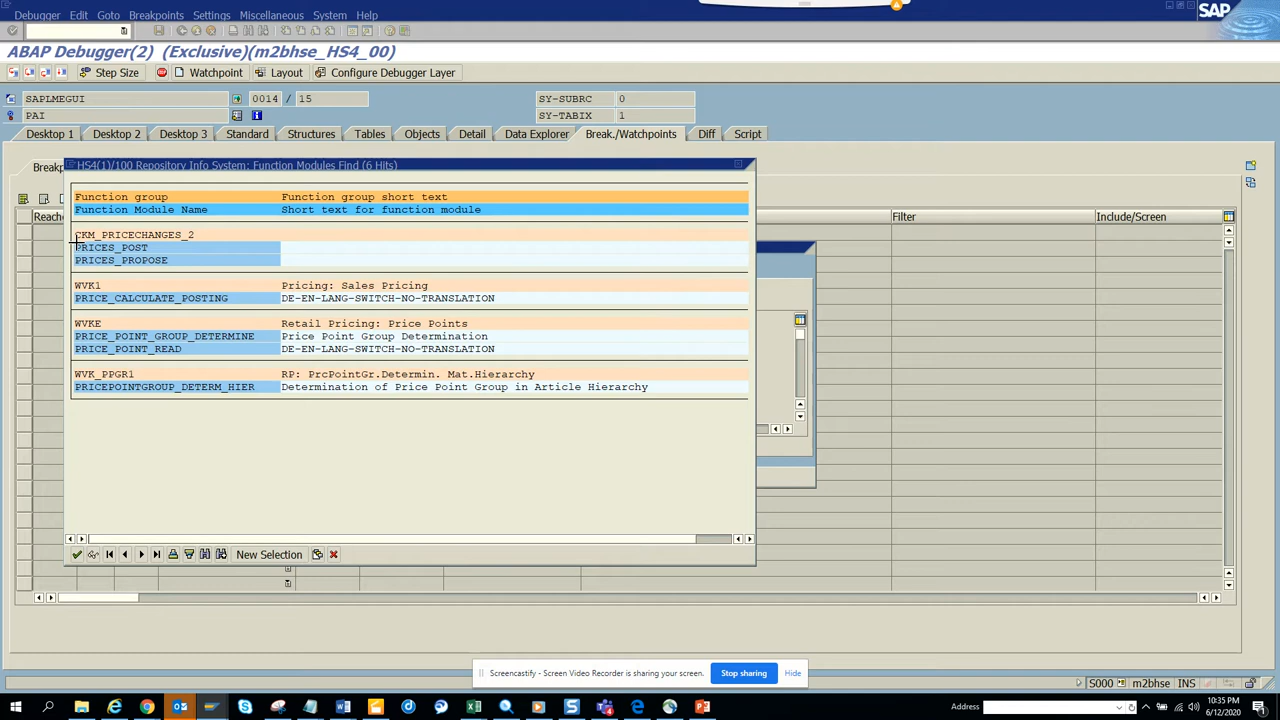 Debugger Edit Goto Breakpoints Settings Miscellaneous System Help
SAP
ABAP Debugger(2) (Exclusive)(m2bhse_HS4_00)
Step Size Watchpoint Layout Configure Debugger Layer
SAPLMEGUI 0014 / 15 SY-SUBRC 0
PAI SY-TABIX 1
Desktop 1 Desktop 2 Desktop 3 Standard Structures Tables Objects Detail Data Explorer Break./Watchpoints Diff Script
HS4(1)/100 Repository Info System: Function Modules Find (6 Hits)
Filter Include/Screen
Function group Function group short text
Function Module Name Short text for function module
CKM_PRICECHANGES_2
PRICES_POST
PRICES_PROPOSE
WVK1 Pricing: Sales Pricing
PRICE_CALCULATE_POSTING DE-EN-LANG-SWITCH-NO-TRANSLATION
WVKE Retail Pricing: Price Points
PRICE_POINT_GROUP_DETERMINE Price Point Group Determination
PRICE_POINT_READ DE-EN-LANG-SWITCH-NO-TRANSLATION
WVK_PPGR1 RP: PrcPointGr.Determin. Mat.Hierarchy
PRICEPOINTGROUP_DETERM_HIER Determination of Price Point Group in Article Hierarchy
New Selection
Screencastify - Screen Video Recorder is sharing your screen. Stop sharing Hide
S000 m2bhse INS
Address
10:35 PM
6/12/2020